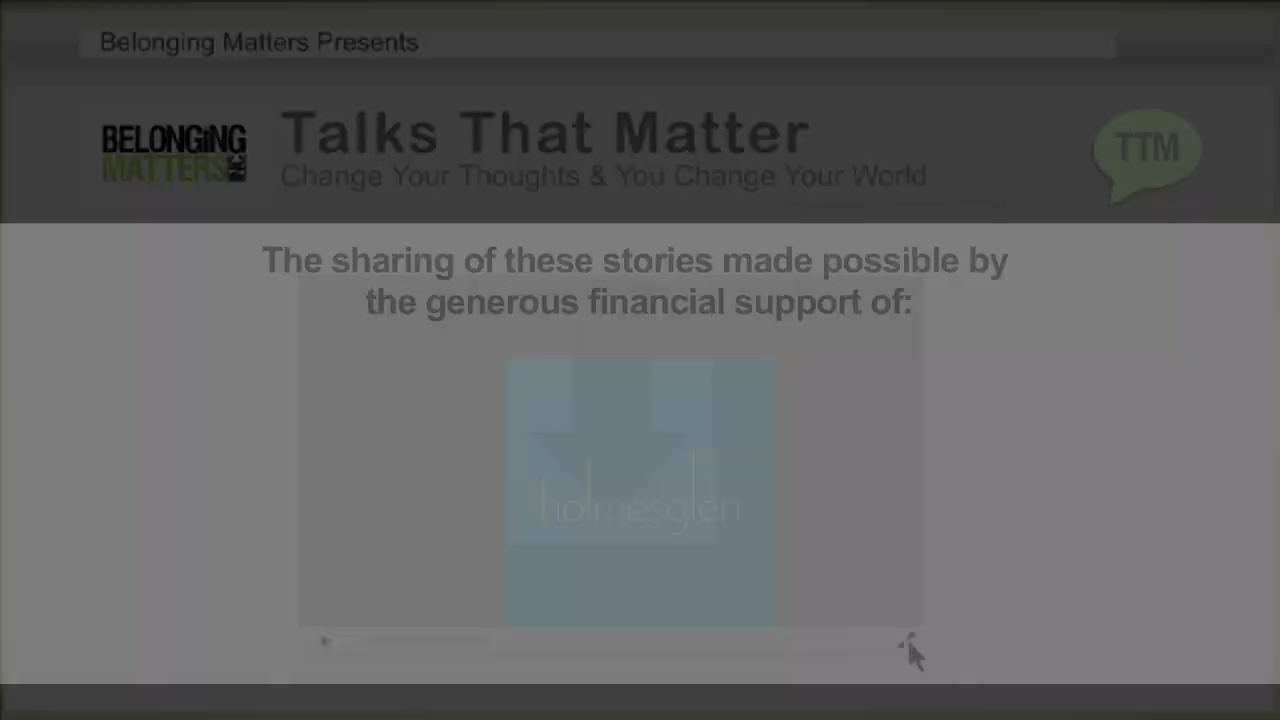 Belonging Matters Presents
BELONGiNG
MATTERS INC
Talks That Matter
Change Your Thoughts & You Change Your World
TTM
The sharing of these stories made possible by
the generous financial support of:
holmesglen